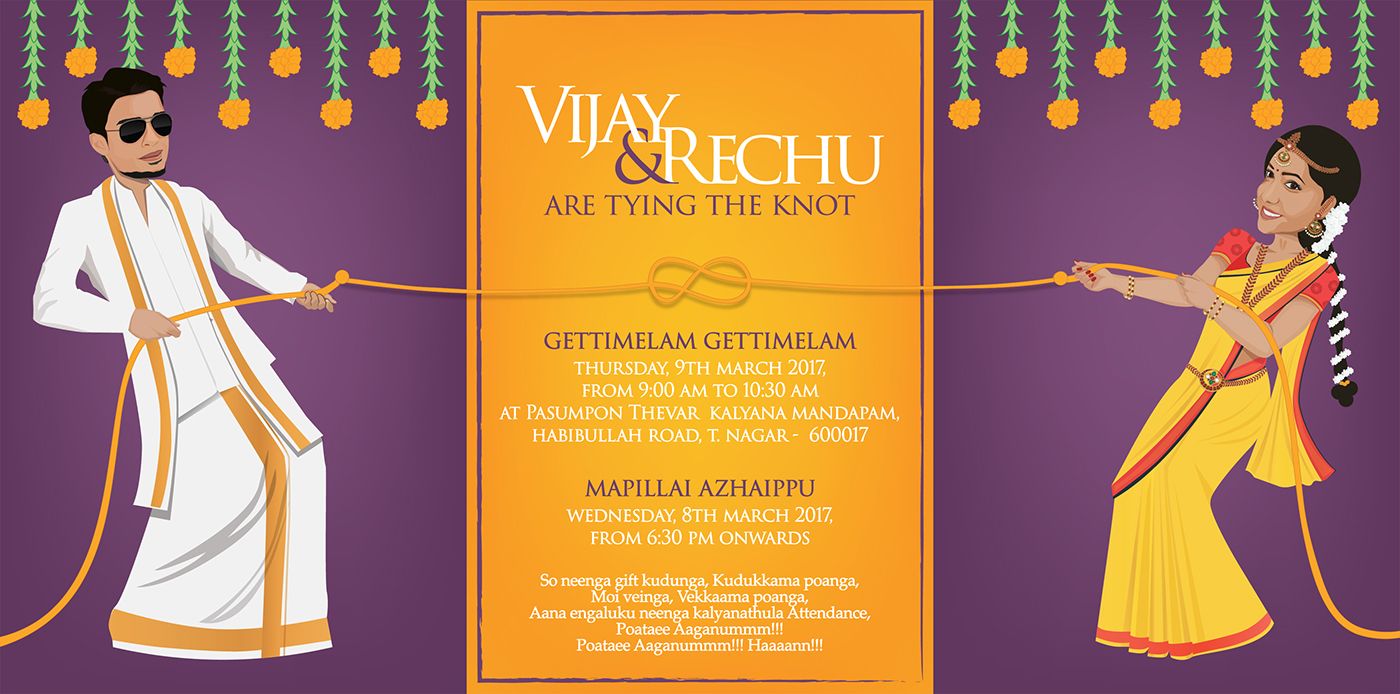 VIJAY
& RECHU
ARE TYING THE KNOT
GETTIMELAM GETTIMELAM
THURSDAY, 9TH MARCH 2017,
FROM 9:00 AM TO 10:30 AM
AT PASUMPON THEVAR KALYANA MANDAPAM,
HABIBULLAH ROAD, T. NAGAR - 600017
MAPILLAI AZHAIPPU
WEDNESDAY, 8TH MARCH 2017,
FROM 6:30 PM ONWARDS
So neenga gift kudunga, Kudukkama poanga,
Moi veinga, Vekkaama poanga,
Aana engaluku neenga kalyanathula Attendance,
Poataee Aaganummm!!!
Poataee Aaganummm!!! Haaaann!!!